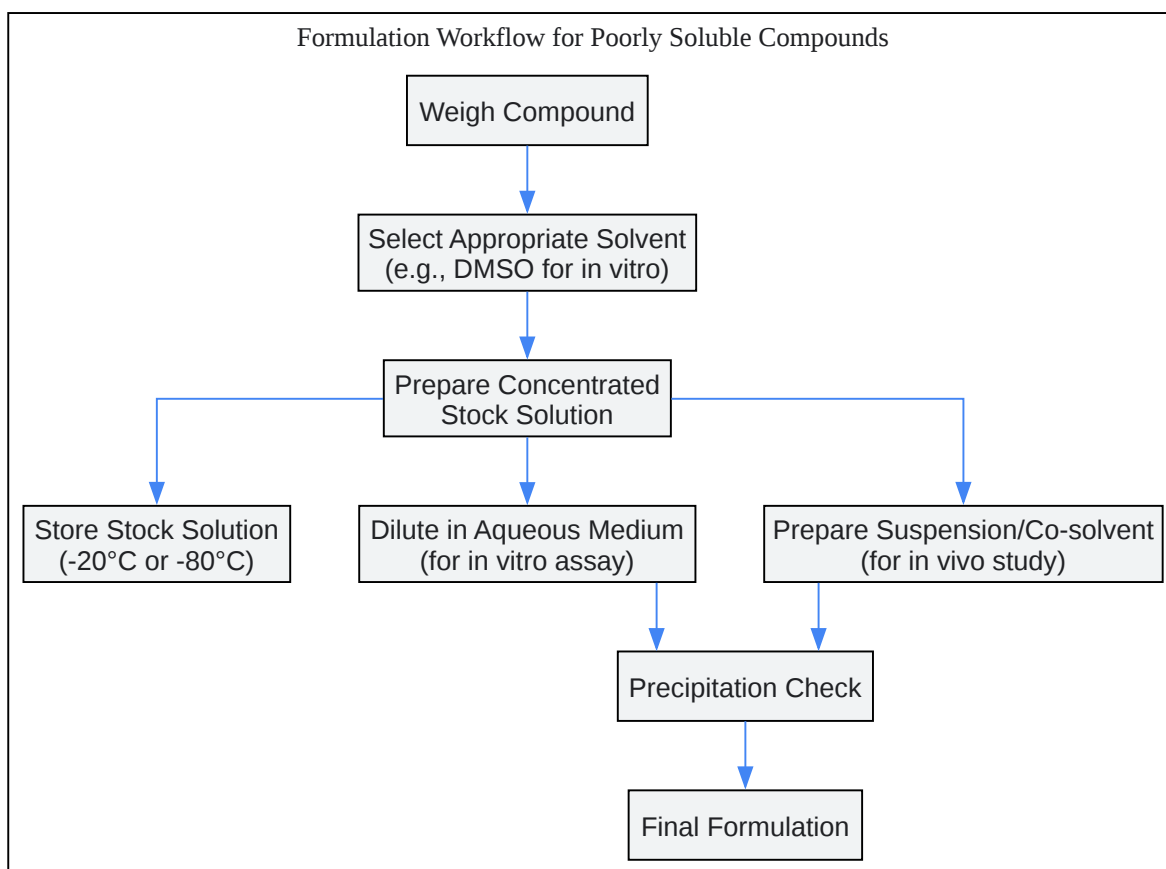 Formulation Workflow for Poorly Soluble Compounds
Weigh Compound
Select Appropriate Solvent
(e.g., DMSO for in vitro)
Prepare Concentrated
Stock Solution
Store Stock Solution
(-20°C or -80°C)
Dilute in Aqueous Medium
(for in vitro assay)
Prepare Suspension/Co-solvent
(for in vivo study)
Precipitation Check
Final Formulation